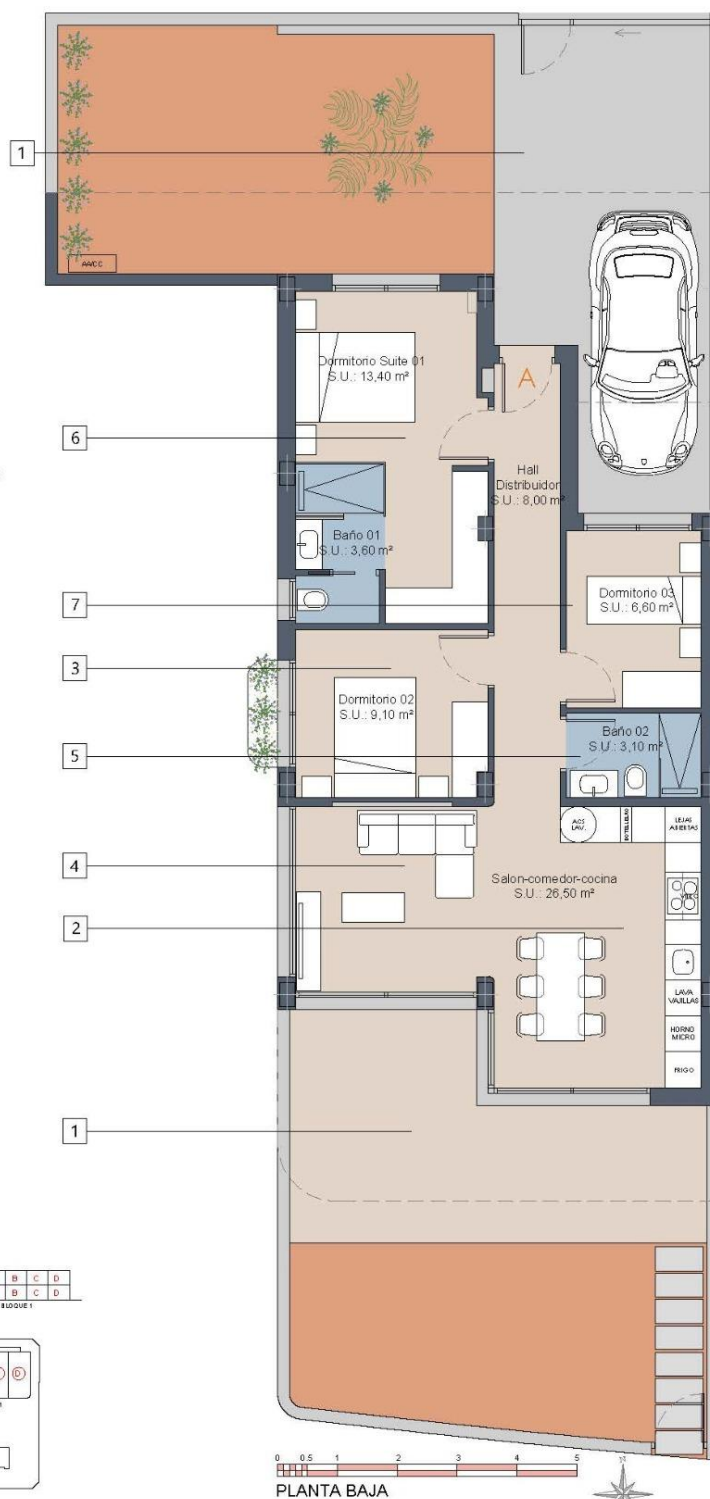 1
AA/CC
Dormitorio Suite 01
S.U.: 13,40 m²
A
6
Hall
Distribuidor
S.U.: 8,00 m²
Baño 01
S.U.: 3,60 m²
7
Dormitorio 03
S.U.: 6,60 m²
3
Dormitorio 02
S.U.: 9,10 m²
Baño 02
S.U.: 3,10 m²
5
ACS
LAV.
BOTELLERO
LEJAS
ABIERTAS
4
Salon-comedor-cocina
S.U.: 26,50 m²
VITRO
2
LAVA
VAJILLAS
HORNO
MICRO
FRIGO
1
B C D
B C D
BLOQUE 1
D
0 0.5 1 2 3 4 5
N
PLANTA BAJA